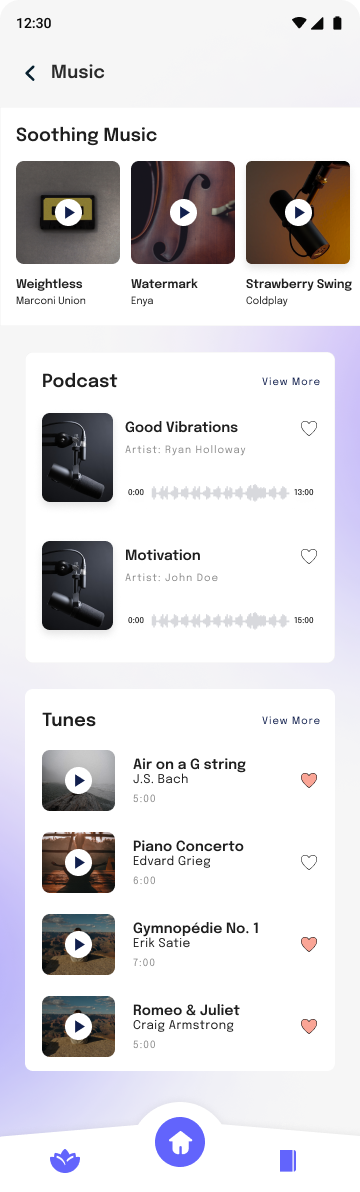 12:30
Music
Soothing Music
Weightless
Marconi Union
Watermark
Enya
Strawberry Swing
Coldplay
Podcast
View More
Good Vibrations
Artist: Ryan Holloway
0:00
13:00
Motivation
Artist: John Doe
0:00
15:00
Tunes
View More
Air on a G string
J.S. Bach
5:00
Piano Concerto
Edvard Grieg
6:00
Gymnopédie No. 1
Erik Satie
7:00
Romeo & Juliet
Craig Armstrong
5:00